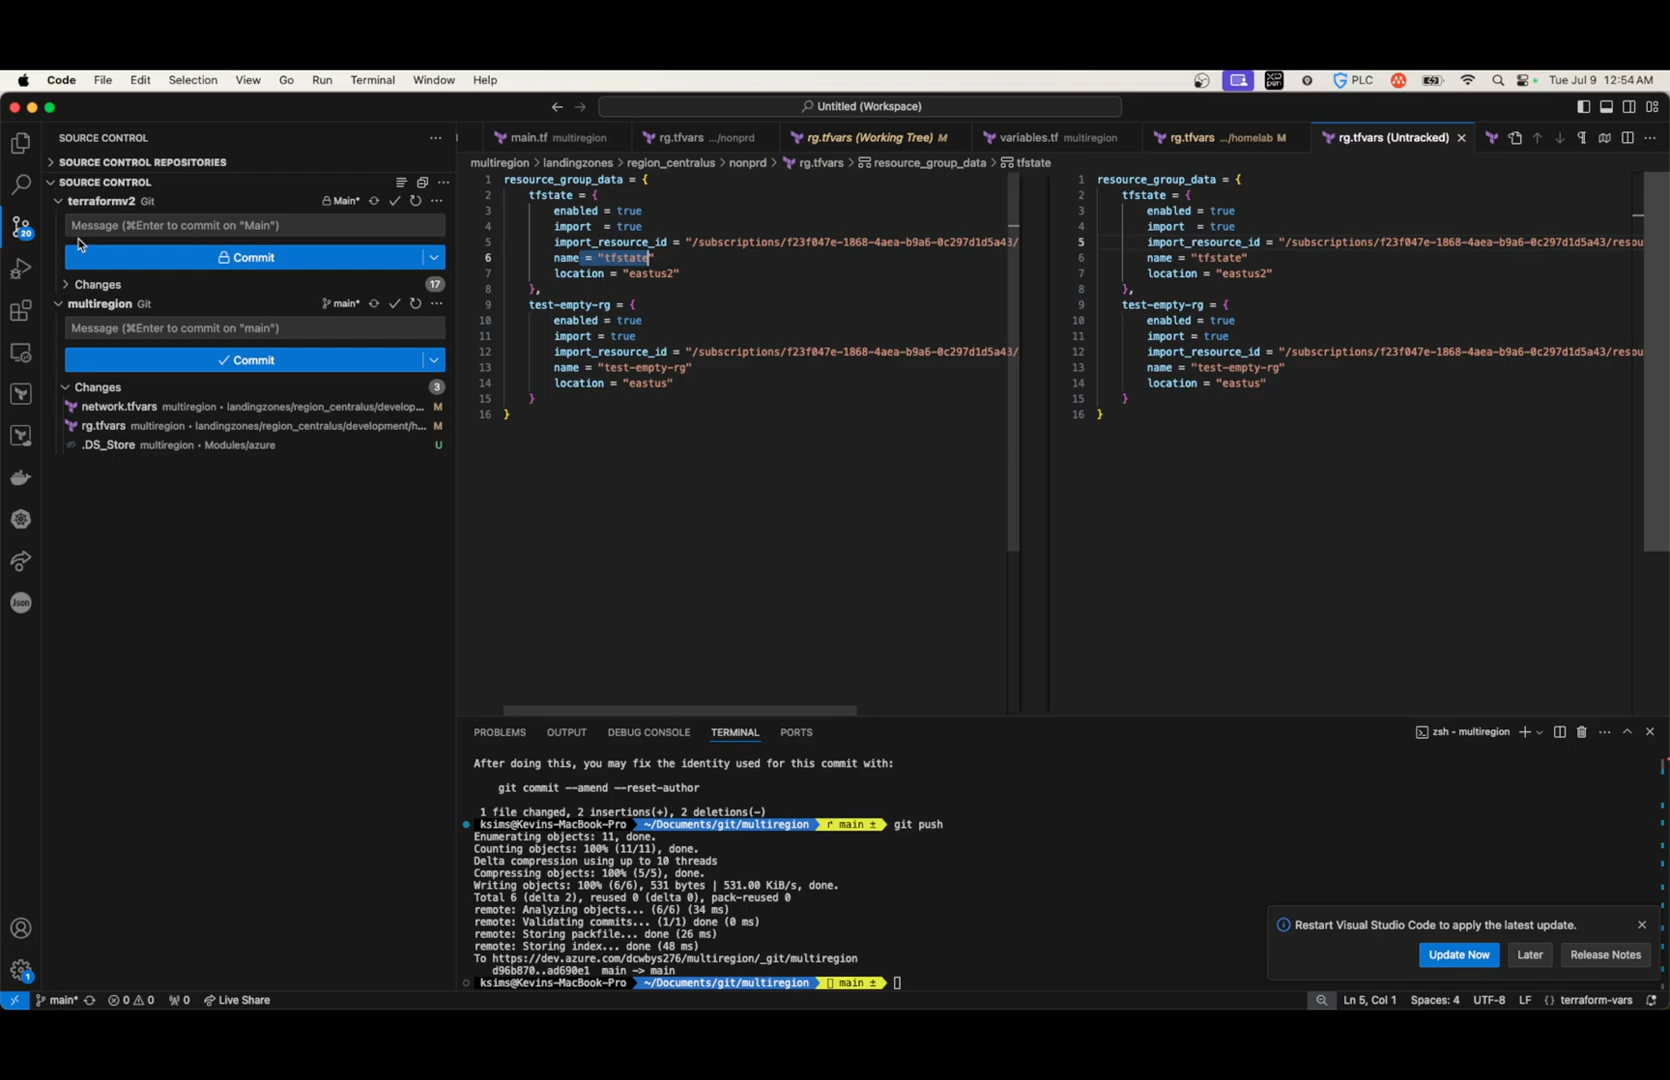 Code File Edit Selection View Go Run Terminal Window Help PLC Tue Jul 9 12:54 AM
Untitled (Workspace)
SOURCE CONTROL
main.tf multiregion rg.tfvars .../nonprd rg.tfvars (Working Tree) M variables.tf multiregion rg.tfvars .../homelab M rg.tfvars (Untracked)
SOURCE CONTROL REPOSITORIES
multiregion > landingzones > region_centralus > nonprd > rg.tfvars > resource_group_data > tfstate
SOURCE CONTROL
terraformv2 Git Main*
Message (⌘Enter to commit on "Main")
Commit
Changes 17
multiregion Git main*
Message (⌘Enter to commit on "main")
Commit
Changes 3
network.tfvars multiregion • landingzones/region_centralus/develop... M
rg.tfvars multiregion • landingzones/region_centralus/development/h... M
.DS_Store multiregion • Modules/azure U
20
Json
1
1 resource_group_data = {
2 tfstate = {
3 enabled = true
4 import = true
5 import_resource_id = "/subscriptions/f23f047e-1868-4aea-b9a6-0c297d1d5a43/
6 name = "tfstate"
7 location = "eastus2"
8 },
9 test-empty-rg = {
10 enabled = true
11 import = true
12 import_resource_id = "/subscriptions/f23f047e-1868-4aea-b9a6-0c297d1d5a43/
13 name = "test-empty-rg"
14 location = "eastus"
15 }
16 }
1 resource_group_data = {
2 tfstate = {
3 enabled = true
4 import = true
5 import_resource_id = "/subscriptions/f23f047e-1868-4aea-b9a6-0c297d1d5a43/resou
6 name = "tfstate"
7 location = "eastus2"
8 },
9 test-empty-rg = {
10 enabled = true
11 import = true
12 import_resource_id = "/subscriptions/f23f047e-1868-4aea-b9a6-0c297d1d5a43/resou
13 name = "test-empty-rg"
14 location = "eastus"
15 }
16 }
PROBLEMS OUTPUT DEBUG CONSOLE TERMINAL PORTS zsh - multiregion
After doing this, you may fix the identity used for this commit with:
git commit --amend --reset-author
1 file changed, 2 insertions(+), 2 deletions(-)
ksims@Kevins-MacBook-Pro ~/Documents/git/multiregion main ± git push
Enumerating objects: 11, done.
Counting objects: 100% (11/11), done.
Delta compression using up to 10 threads
Compressing objects: 100% (5/5), done.
Writing objects: 100% (6/6), 531 bytes | 531.00 KiB/s, done.
Total 6 (delta 2), reused 0 (delta 0), pack-reused 0
remote: Analyzing objects... (6/6) (34 ms)
remote: Validating commits... (1/1) done (0 ms)
remote: Storing packfile... done (26 ms)
remote: Storing index... done (48 ms)
To https://dev.azure.com/dcwbys276/multiregion/_git/multiregion
d96b870..ad690e1 main -> main
ksims@Kevins-MacBook-Pro ~/Documents/git/multiregion main ±
Restart Visual Studio Code to apply the latest update.
Update Now Later Release Notes
main* 0 0 0 Live Share Ln 5, Col 1 Spaces: 4 UTF-8 LF {} terraform-vars